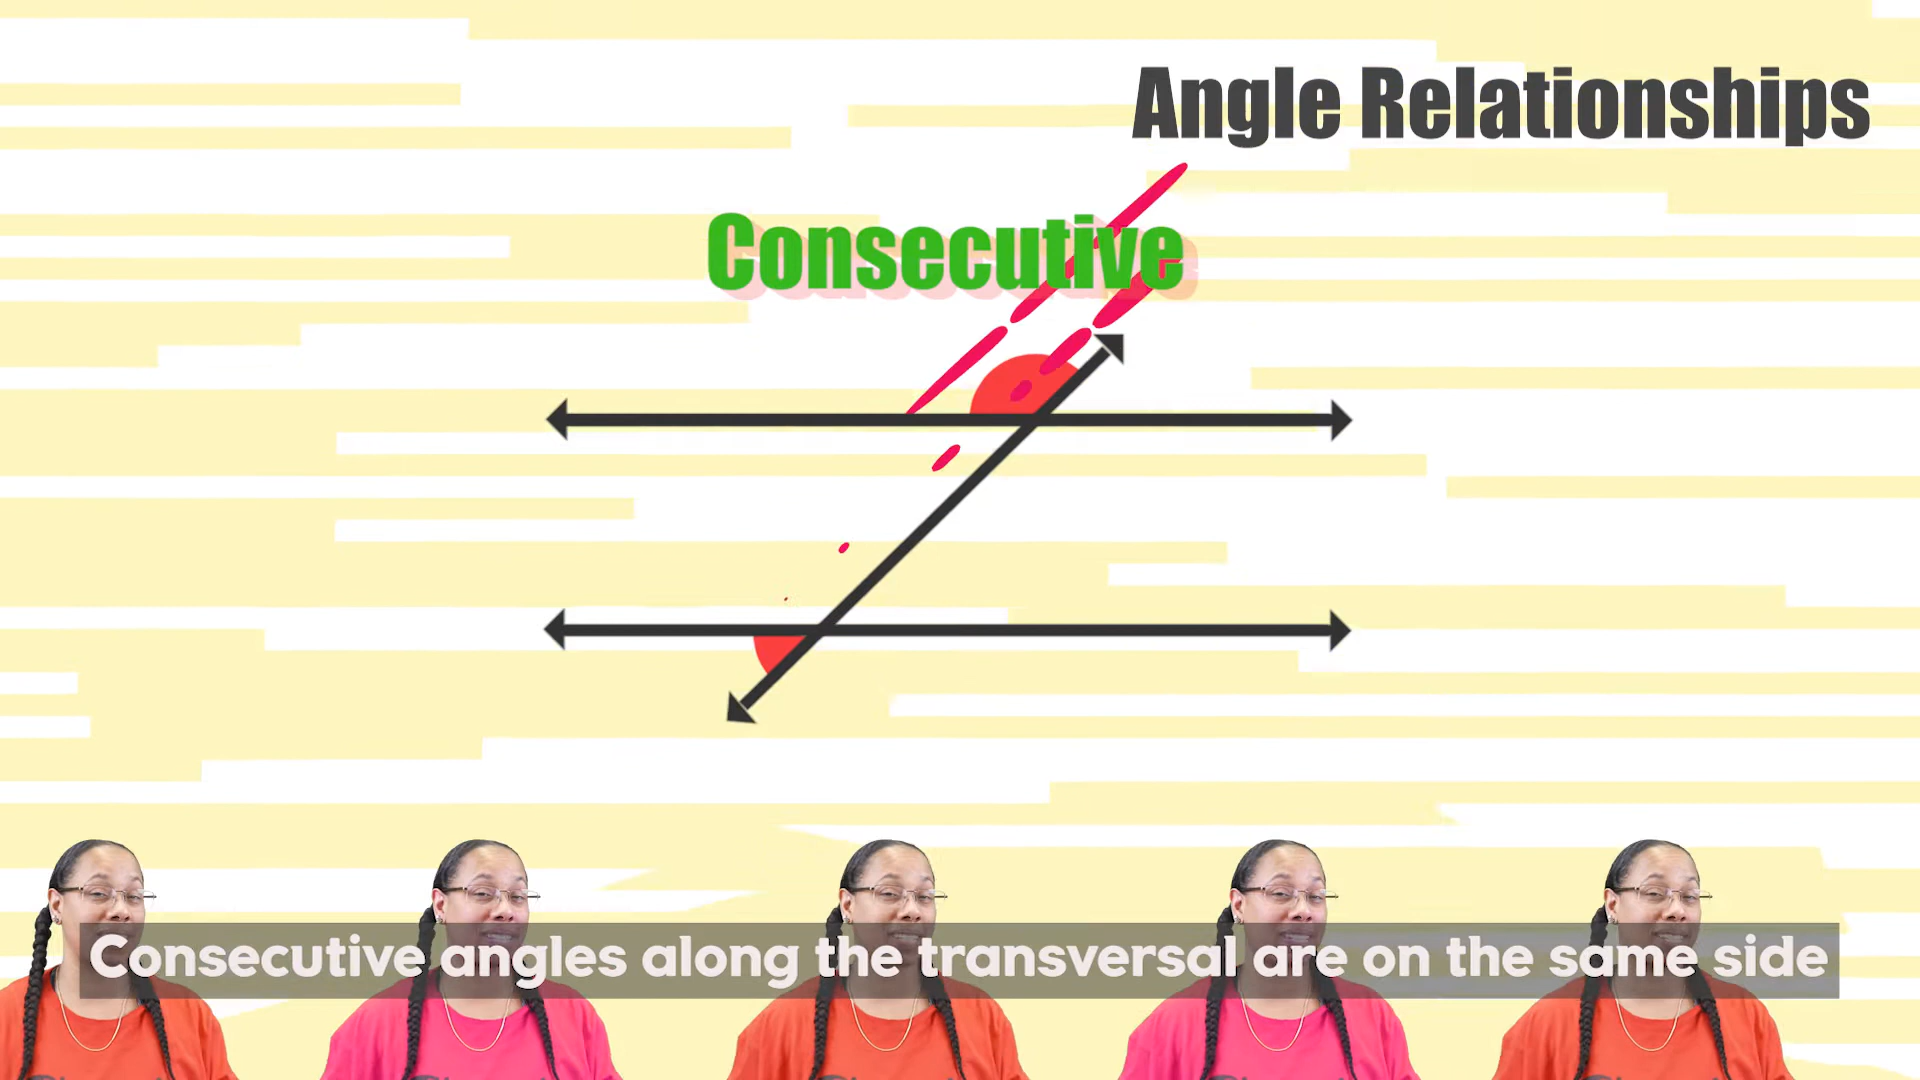 Angle Relationships
Consecutive
Consecutive angles along the transversal are on the same side